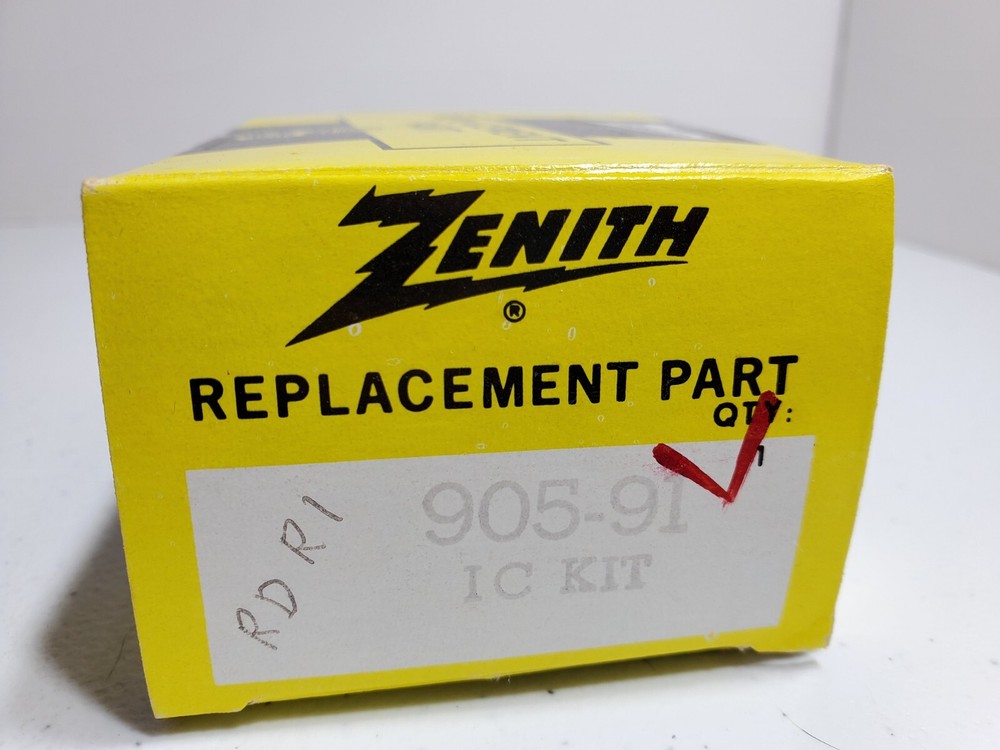 ZENITH
®
REPLACEMENT PART
QTY:
1
905-91
IC KIT
RD R1